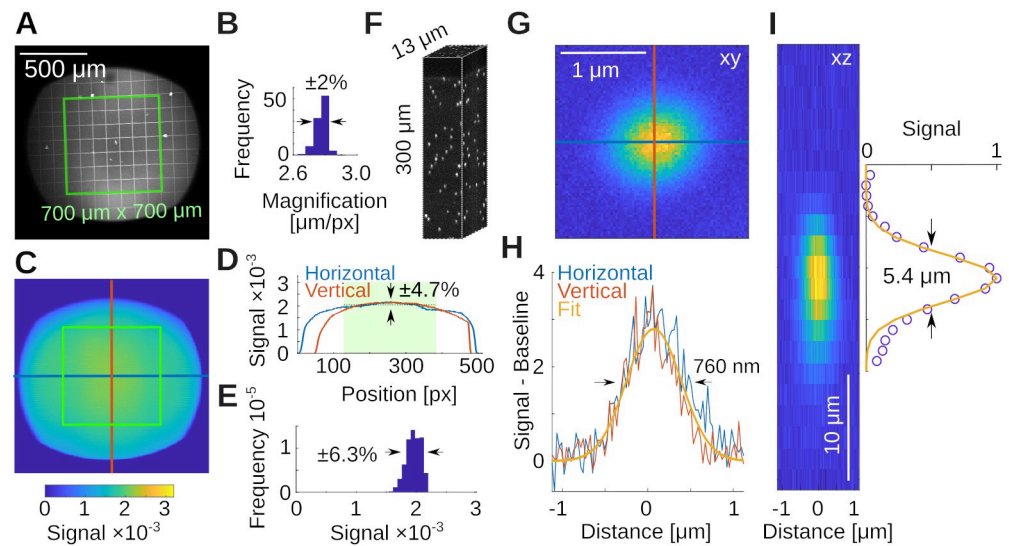 A
500 μm
700 μm x 700 μm
B
±2%
Frequency
50
0
2.6
3.0
Magnification
[μm/px]
F
13 μm
300 μm
G
1 μm
xy
I
xz
Signal
0
1
5.4 μm
10 μm
-1
0
1
Distance [μm]
C
0
1
2
3
Signal ×10-3
D
Signal ×10-3
3
2
1
0
Horizontal
Vertical
±4.7%
100
300
500
Position [px]
E
Frequency 10-5
1
0
±6.3%
0
1
2
3
Signal ×10-3
H
Horizontal
Vertical
Fit
Signal - Baseline
4
2
0
760 nm
-1
0
1
Distance [μm]